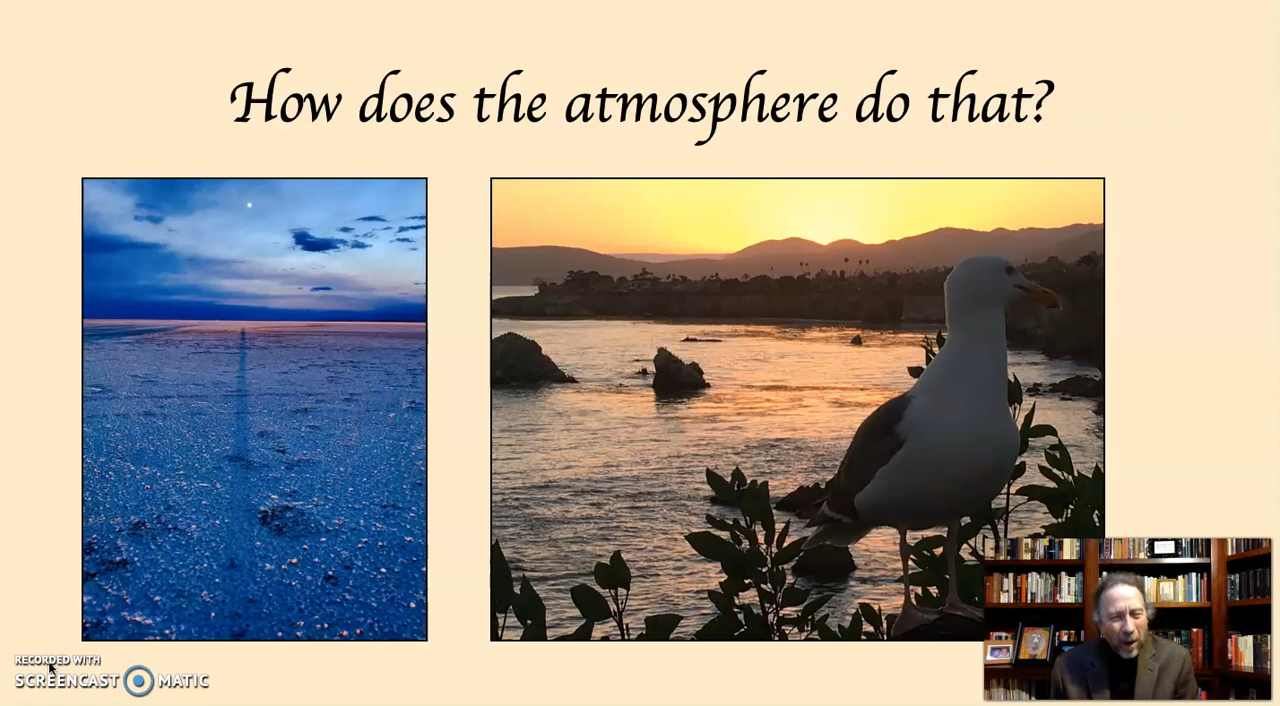 How does the atmosphere do that?
RECORDED WITH
SCREENCAST MATIC